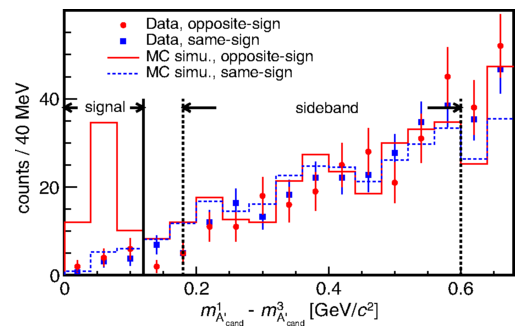 Data, opposite-sign
Data, same-sign
MC simu., opposite-sign
MC simu., same-sign
signal
sideband
counts / 40 MeV
40
20
0
0 0.2 0.4 0.6
m¹A'cand - m³A'cand [GeV/c²]